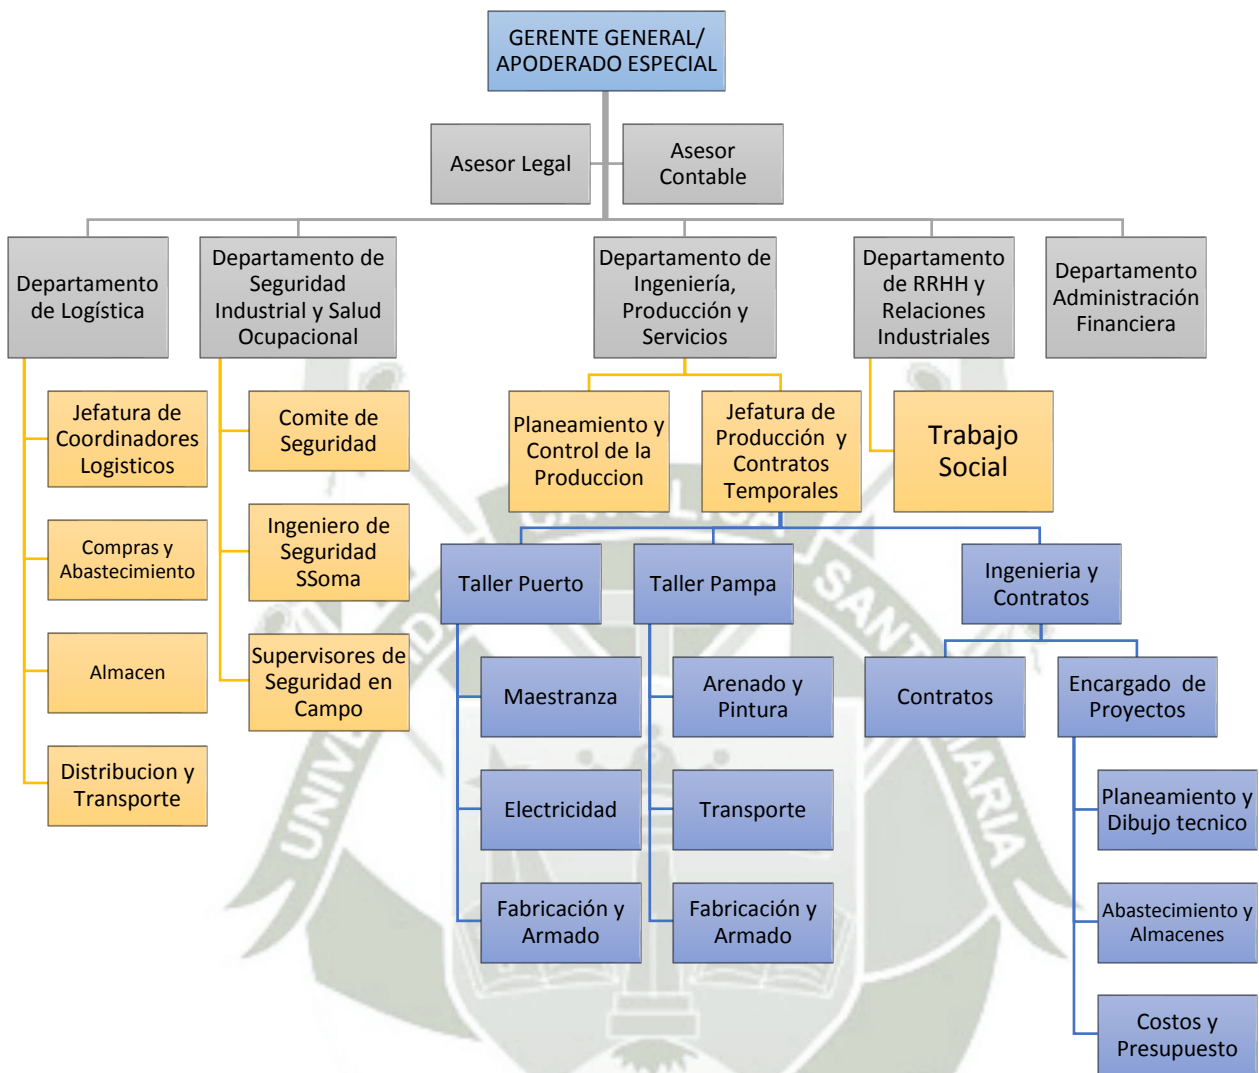 GERENTE GENERAL/
APODERADO ESPECIAL
Asesor Legal
Asesor
Contable
Departamento
de Logística
Departamento de
Seguridad
Industrial y Salud
Ocupacional
Departamento de
Ingeniería,
Producción y
Servicios
Departamento
de RRHH y
Relaciones
Industriales
Departamento
Administración
Financiera
Jefatura de
Coordinadores
Logisticos
Compras y
Abastecimiento
Almacen
Distribucion y
Transporte
Comite de
Seguridad
Ingeniero de
Seguridad
SSoma
Supervisores de
Seguridad en
Campo
Planeamiento y
Control de la
Produccion
Jefatura de
Producción y
Contratos
Temporales
Trabajo
Social
Taller Puerto
Taller Pampa
Ingenieria y
Contratos
Maestranza
Electricidad
Fabricación y
Armado
Arenado y
Pintura
Transporte
Fabricación y
Armado
Contratos
Encargado de
Proyectos
Planeamiento y
Dibujo tecnico
Abastecimiento y
Almacenes
Costos y
Presupuesto